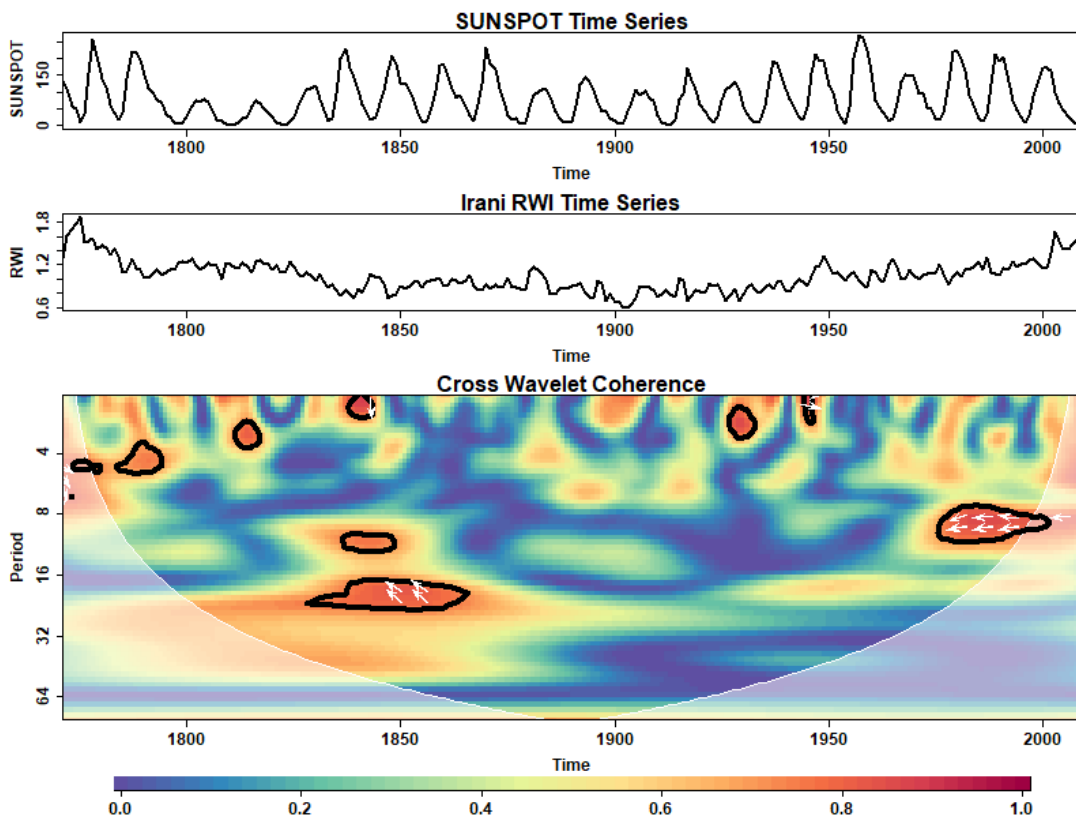 SUNSPOT Time Series
SUNSPOT
0 150
1800 1850 1900 1950 2000
Time
Irani RWI Time Series
RWI
0.6 1.2 1.8
1800 1850 1900 1950 2000
Time
Cross Wavelet Coherence
Period
4
8
16
32
64
1800 1850 1900 1950 2000
Time
0.0 0.2 0.4 0.6 0.8 1.0